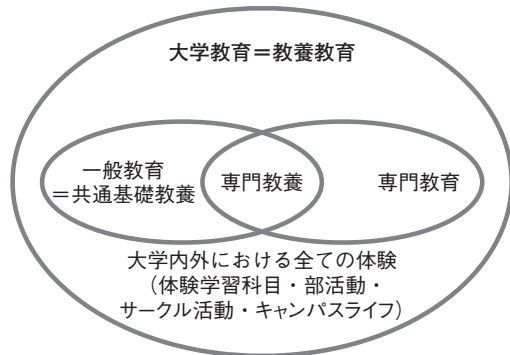 大学教育＝教養教育
一般教育
＝共通基礎教養
専門教養
専門教育
大学内外における全ての体験
（体験学習科目・部活動・
サークル活動・キャンパスライフ）